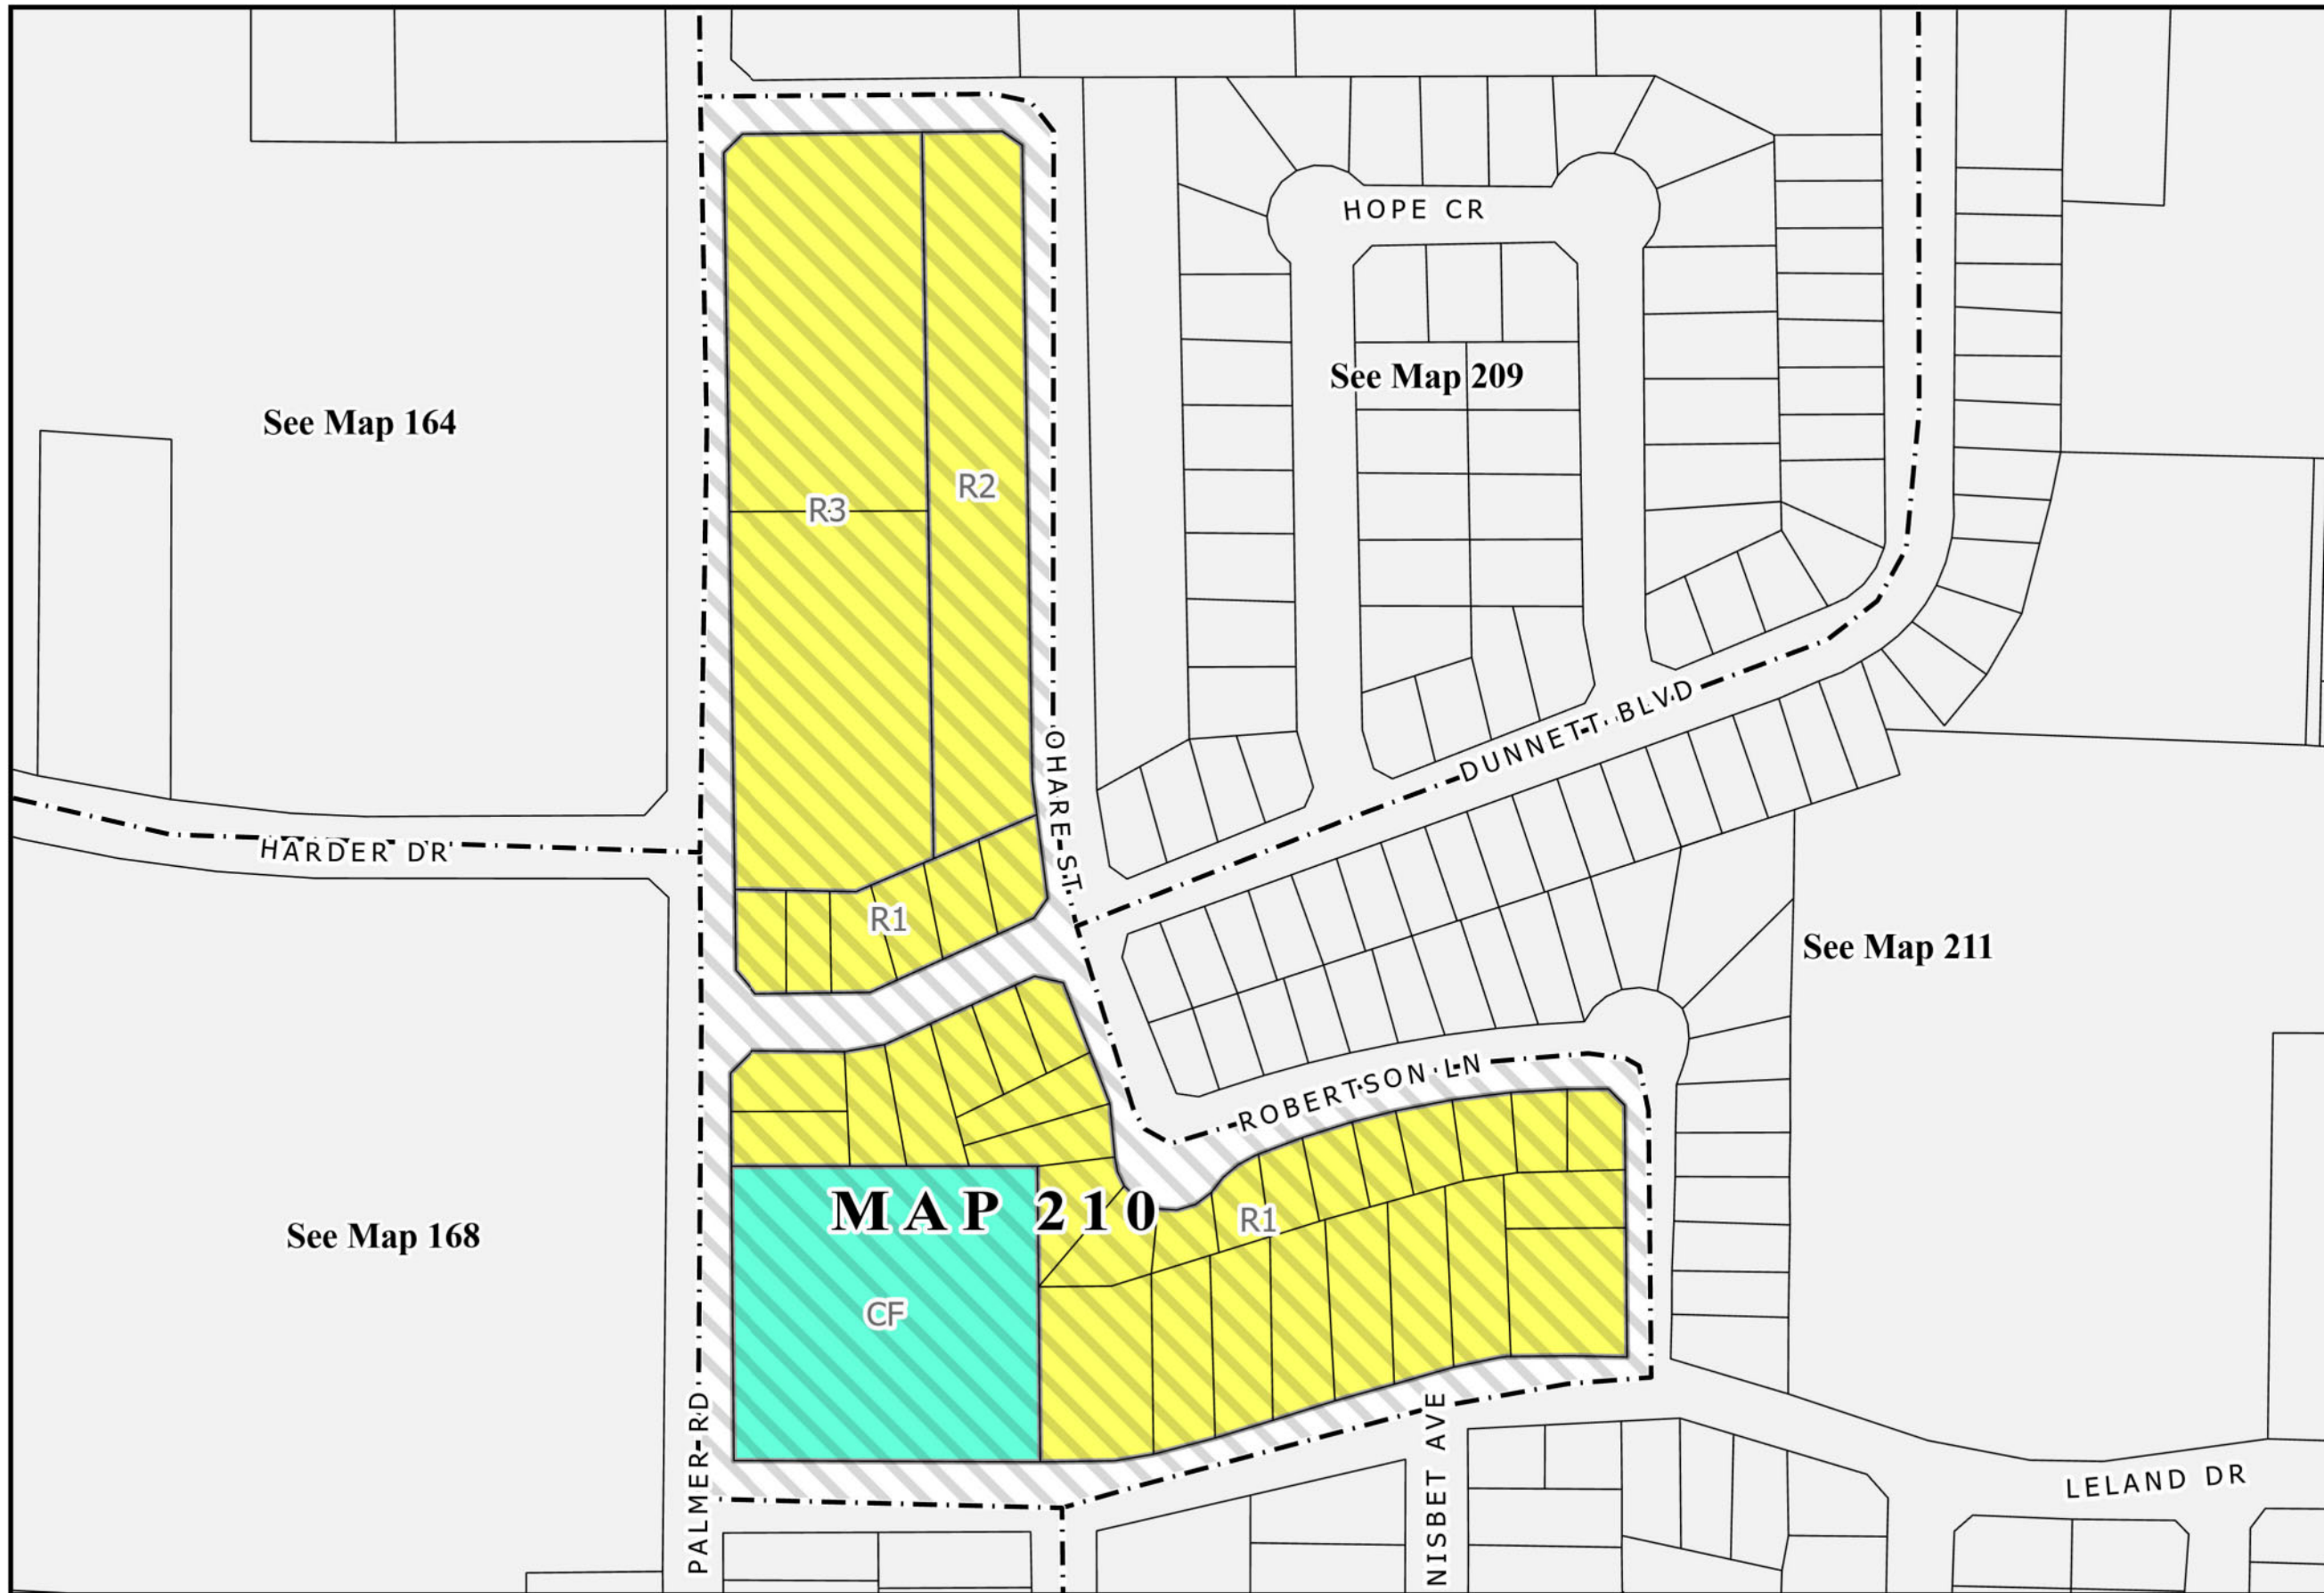 HOPE CR
See Map 209
See Map 164
R2
R3
DUNNETT BLVD
OHARE ST
HARDER DR
R1
See Map 211
ROBERTSON LN
MAP 210
R1
See Map 168
CF
PALMER RD
NISBET AVE
LELAND DR